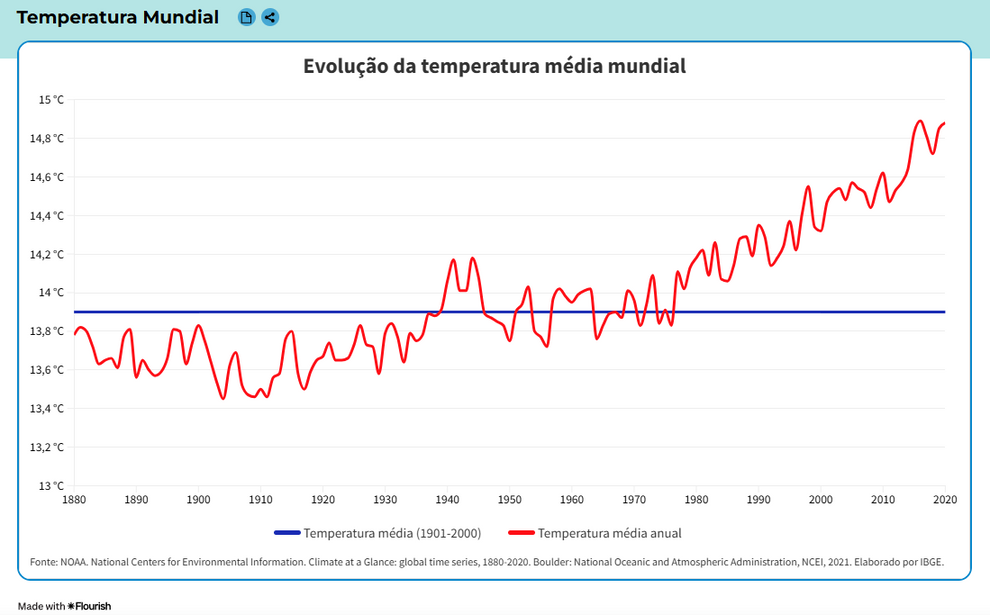 Temperatura Mundial
Evolução da temperatura média mundial
15 °C
14,8 °C
14,6 °C
14,4 °C
14,2 °C
14 °C
13,8 °C
13,6 °C
13,4 °C
13,2 °C
13 °C
1880 1890 1900 1910 1920 1930 1940 1950 1960 1970 1980 1990 2000 2010 2020
Temperatura média (1901-2000) Temperatura média anual
Fonte: NOAA. National Centers for Environmental Information. Climate at a Glance: global time series, 1880-2020. Boulder: National Oceanic and Atmospheric Administration, NCEI, 2021. Elaborado por IBGE.
Made with Flourish